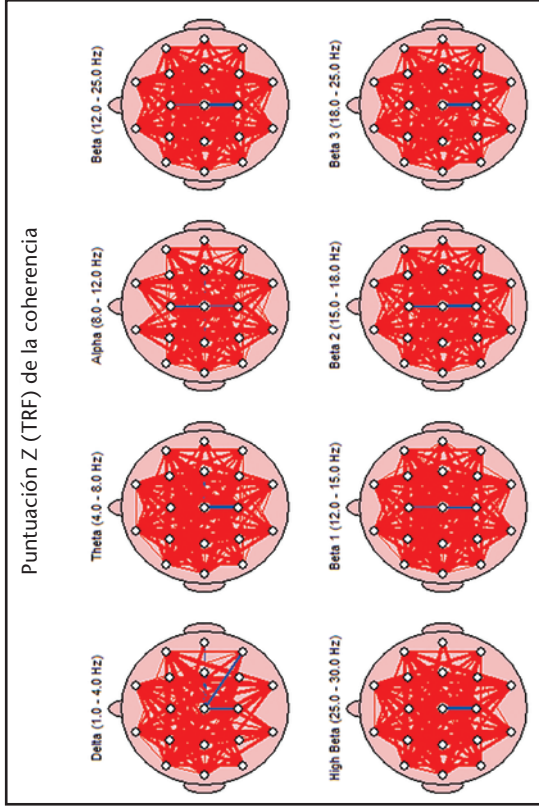 Puntuación Z (TRF) de la coherencia
Delta (1.0 - 4.0 Hz)
Theta (4.0 - 8.0 Hz)
Alpha (8.0 - 12.0 Hz)
Beta (12.0 - 25.0 Hz)
High Beta (25.0 - 30.0 Hz)
Beta 1 (12.0 - 15.0 Hz)
Beta 2 (15.0 - 18.0 Hz)
Beta 3 (18.0 - 25.0 Hz)